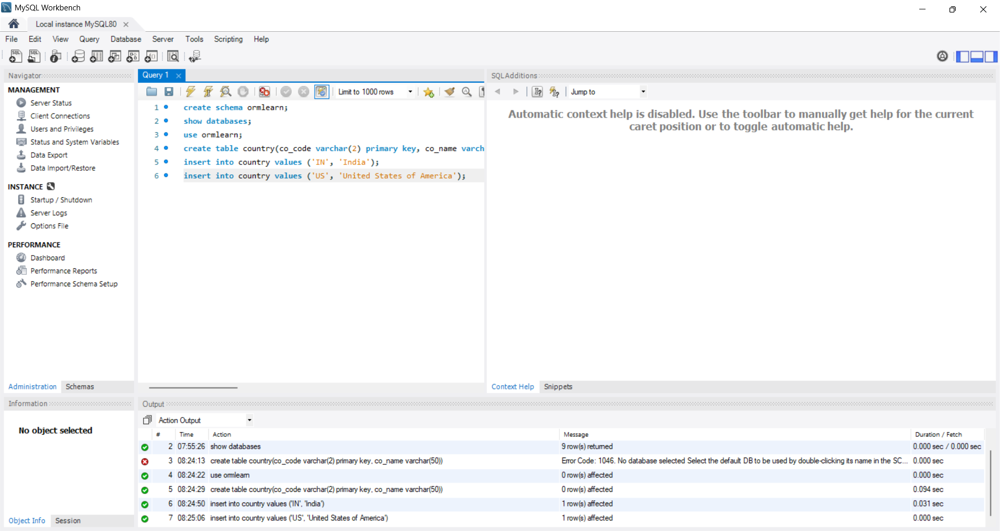 MySQL Workbench
Local instance MySQL80
File Edit View Query Database Server Tools Scripting Help
Navigator
MANAGEMENT
Server Status
Client Connections
Users and Privileges
Status and System Variables
Data Export
Data Import/Restore
INSTANCE
Startup / Shutdown
Server Logs
Options File
PERFORMANCE
Dashboard
Performance Reports
Performance Schema Setup
Administration Schemas
Query 1
Limit to 1000 rows
1 create schema ormlearn;
2 show databases;
3 use ormlearn;
4 create table country(co_code varchar(2) primary key, co_name varch
5 insert into country values ('IN', 'India');
6 insert into country values ('US', 'United States of America');
SQLAdditions
Jump to
Automatic context help is disabled. Use the toolbar to manually get help for the current
caret position or to toggle automatic help.
Context Help Snippets
Information
No object selected
Object Info Session
Output
Action Output
# Time Action Message Duration / Fetch
2 07:55:26 show databases 9 row(s) returned 0.000 sec / 0.000 sec
3 08:24:13 create table country(co_code varchar(2) primary key, co_name varchar(50)) Error Code: 1046. No database selected Select the default DB to be used by double-clicking its name in the SC... 0.000 sec
4 08:24:22 use ormlearn 0 row(s) affected 0.000 sec
5 08:24:29 create table country(co_code varchar(2) primary key, co_name varchar(50)) 0 row(s) affected 0.094 sec
6 08:24:50 insert into country values ('IN', 'India') 1 row(s) affected 0.031 sec
7 08:25:06 insert into country values ('US', 'United States of America') 1 row(s) affected 0.000 sec